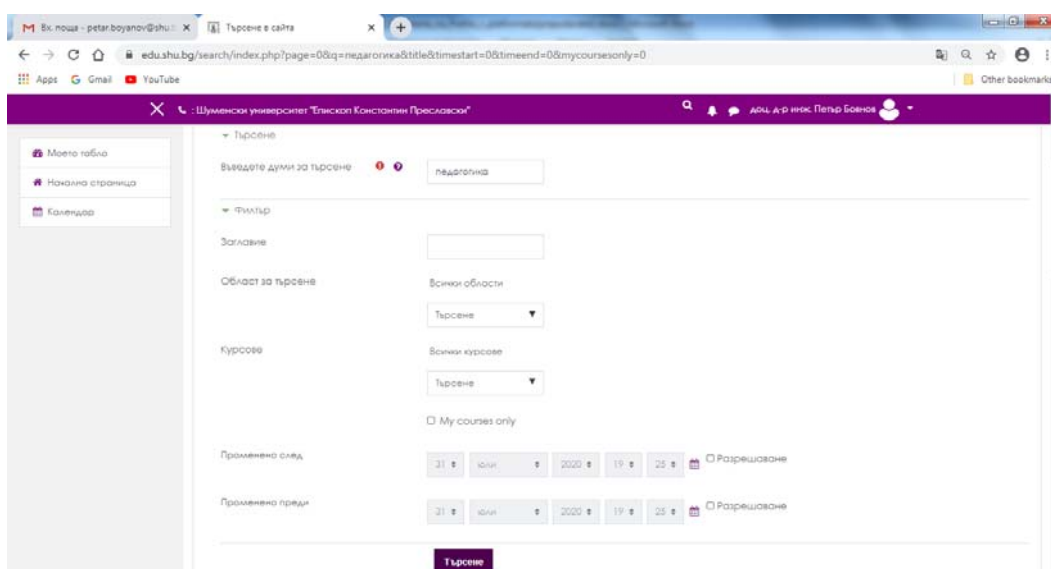 Вх. поща - petar.boyanov@shu.
Търсене в сайта
edu.shu.bg/search/index.php?page=0&q=педагогика&title&timestart=0&timeend=0&mycoursesonly=0
Apps Gmail YouTube
Other bookmarks
: Шуменски университет "Епископ Константин Преславски"
доц. д-р инж. Петър Боянов
Моето табло
Начална страница
Календар
Търсене
Въведете думи за търсене
педагогика
Филтър
Заглавие
Област за търсене
Всички области
Търсене
Курсове
Всички курсове
Търсене
My courses only
Променено след
31 юли 2020 19 25 Разрешаване
Променено преди
31 юли 2020 19 25 Разрешаване
Търсене